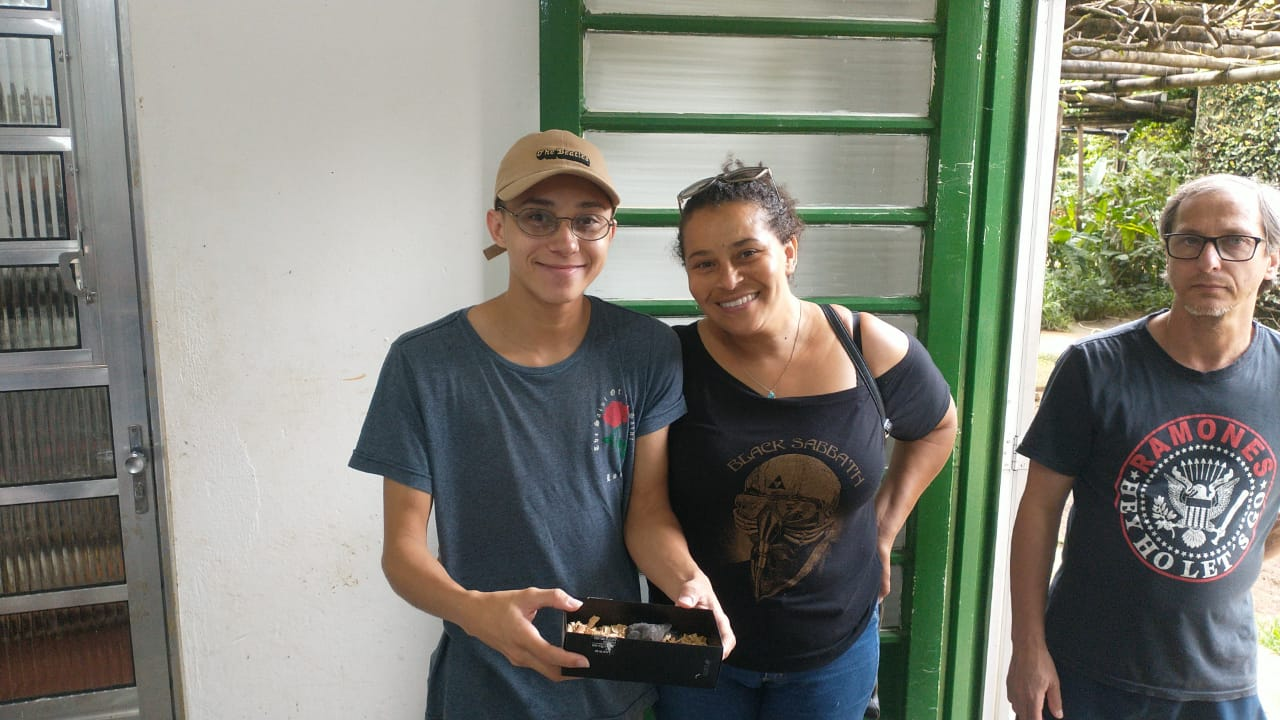 The Beatles
BLACK SABBATH
RAMONES
HEY HO LET'S GO!